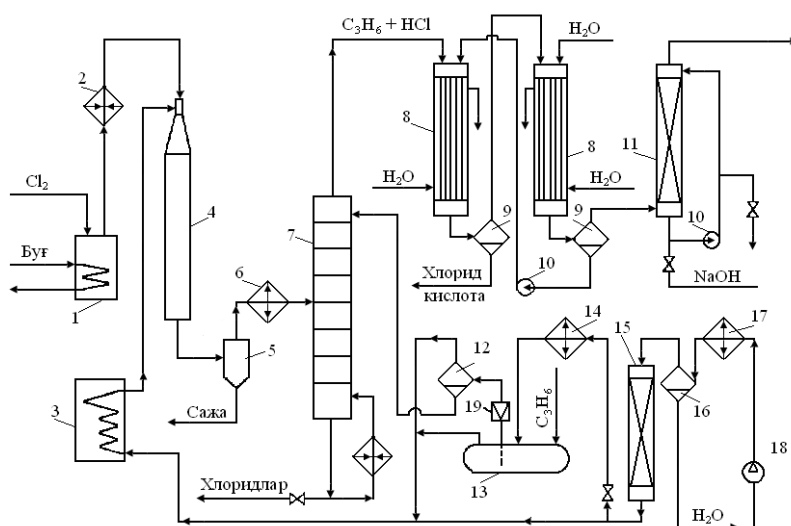 C₃H₆ + HCl
H₂O
2
8
4
8
11
H₂O
H₂O
Cl₂
9
9
10
7
Буғ
6
10
Хлорид
кислота
NaOH
1
14
15
17
5
12
16
3
19
C₃H₆
Сажа
18
13
Хлоридлар
H₂O